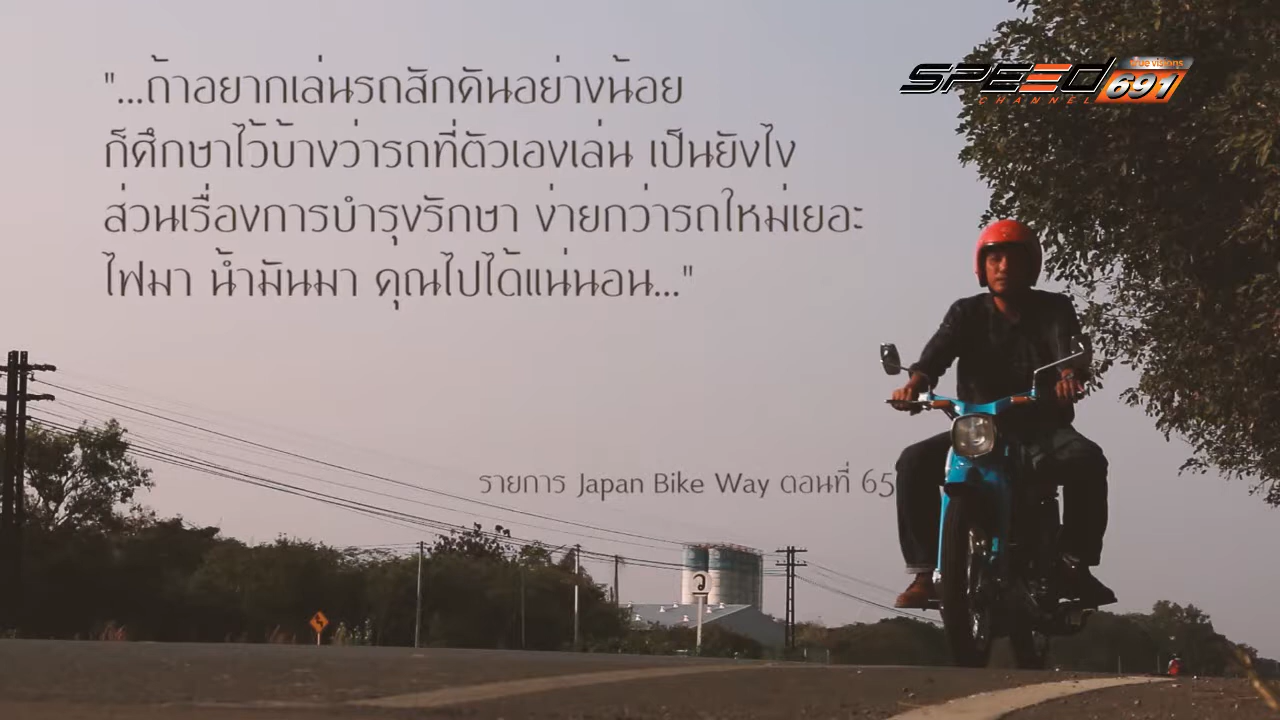 "...ถ้าอยากเล่นรถสักคันอย่างน้อย
ก็ศึกษาไว้บ้างว่ารถที่ตัวเองเล่น เป็นยังไง
ส่วนเรื่องการบำรุงรักษา ง่ายกว่ารถใหม่เยอะ
ไฟมา น้ำมันมา คุณไปได้แน่นอน..."
รายการ Japan Bike Way ตอนที่ 65
true visions
SPEED 691
CHANNEL
ว